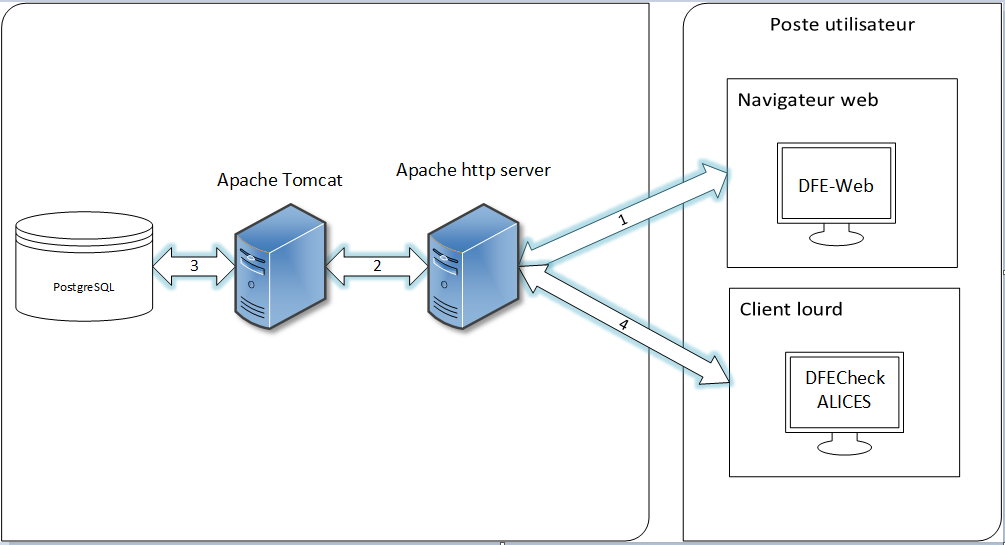 Poste utilisateur
Navigateur web
DFE-Web
Apache http server
Apache Tomcat
1
3
2
PostgreSQL
4
Client lourd
DFECheck
ALICES